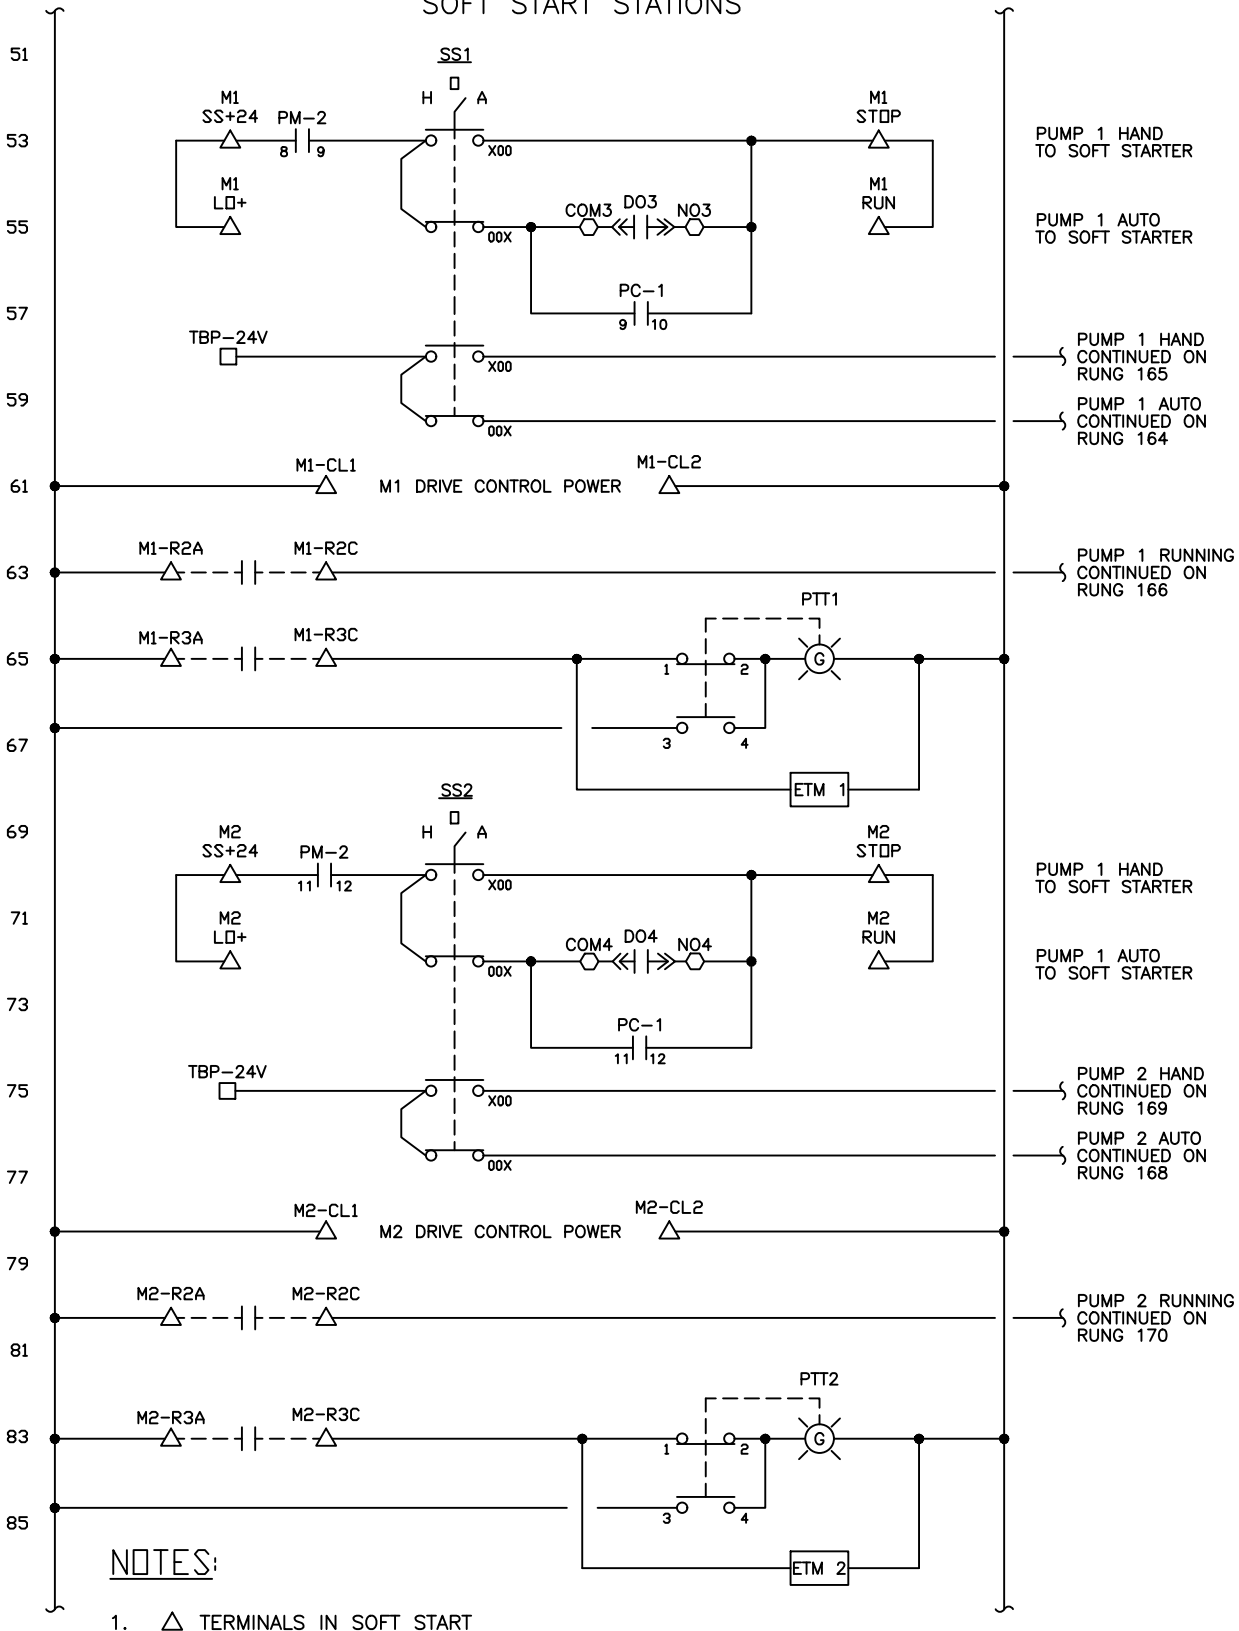 SOFT START STATIONS
51
SS1
H A
M1
SS+24
PM-2
8 9
X00
M1
STOP
53
PUMP 1 HAND
TO SOFT STARTER
M1
LO+
COM3 DO3 NO3
M1
RUN
55
00X
PUMP 1 AUTO
TO SOFT STARTER
57
PC-1
9 10
TBP-24V
X00
PUMP 1 HAND
CONTINUED ON
RUNG 165
59
00X
PUMP 1 AUTO
CONTINUED ON
RUNG 164
61
M1-CL1 M1 DRIVE CONTROL POWER M1-CL2
63
M1-R2A M1-R2C
PUMP 1 RUNNING
CONTINUED ON
RUNG 166
PTT1
65
M1-R3A M1-R3C
1 2 G
67
3 4
ETM 1
SS2
69
H A
M2
SS+24
PM-2
11 12
X00
M2
STOP
PUMP 1 HAND
TO SOFT STARTER
71
M2
LO+
COM4 DO4 NO4
M2
RUN
00X
PUMP 1 AUTO
TO SOFT STARTER
73
PC-1
11 12
TBP-24V
75
X00
PUMP 2 HAND
CONTINUED ON
RUNG 169
77
00X
PUMP 2 AUTO
CONTINUED ON
RUNG 168
M2-CL1 M2 DRIVE CONTROL POWER M2-CL2
79
M2-R2A M2-R2C
PUMP 2 RUNNING
CONTINUED ON
RUNG 170
81
PTT2
83
M2-R3A M2-R3C
1 2 G
85
3 4
ETM 2
NOTES:
1. TERMINALS IN SOFT START